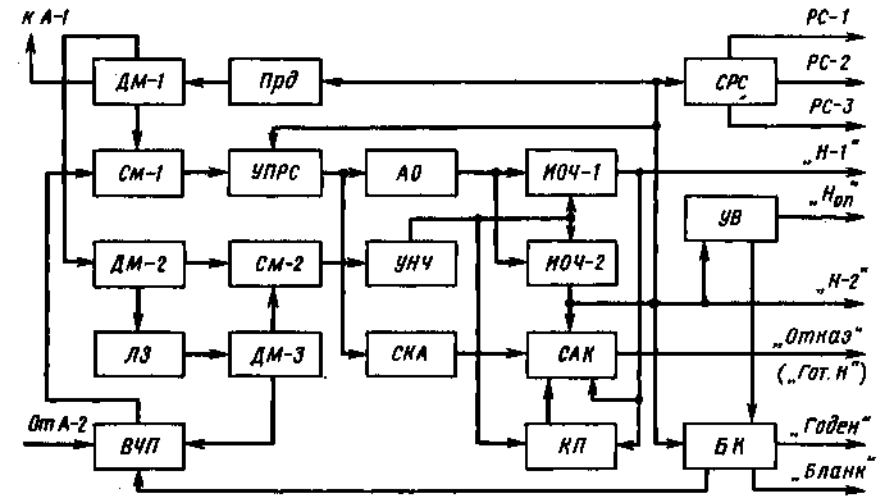 к А-1
РС-1
ДМ-1
Прд
СРС
РС-2
РС-3
См-1
УПРС
АО
ИОЧ-1
„Н-1“
„Hоп“
УВ
ДМ-2
См-2
УНЧ
ИОЧ-2
„Н-2“
ЛЗ
ДМ-3
СКА
САК
„Отказ“
(„Гот. Н“)
От А-2
ВЧП
КП
БК
„Годен“
„Бланк“